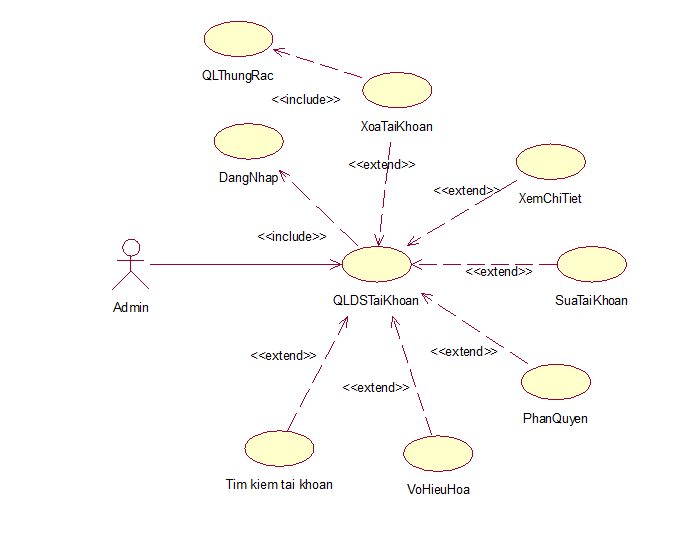 QLThungRac
<<include>>
XoaTaiKhoan
<<extend>>
DangNhap
<<extend>>
XemChiTiet
<<include>>
Admin
QLDSTaiKhoan
<<extend>>
SuaTaiKhoan
<<extend>>
<<extend>>
<<extend>>
PhanQuyen
Tim kiem tai khoan
VoHieuHoa